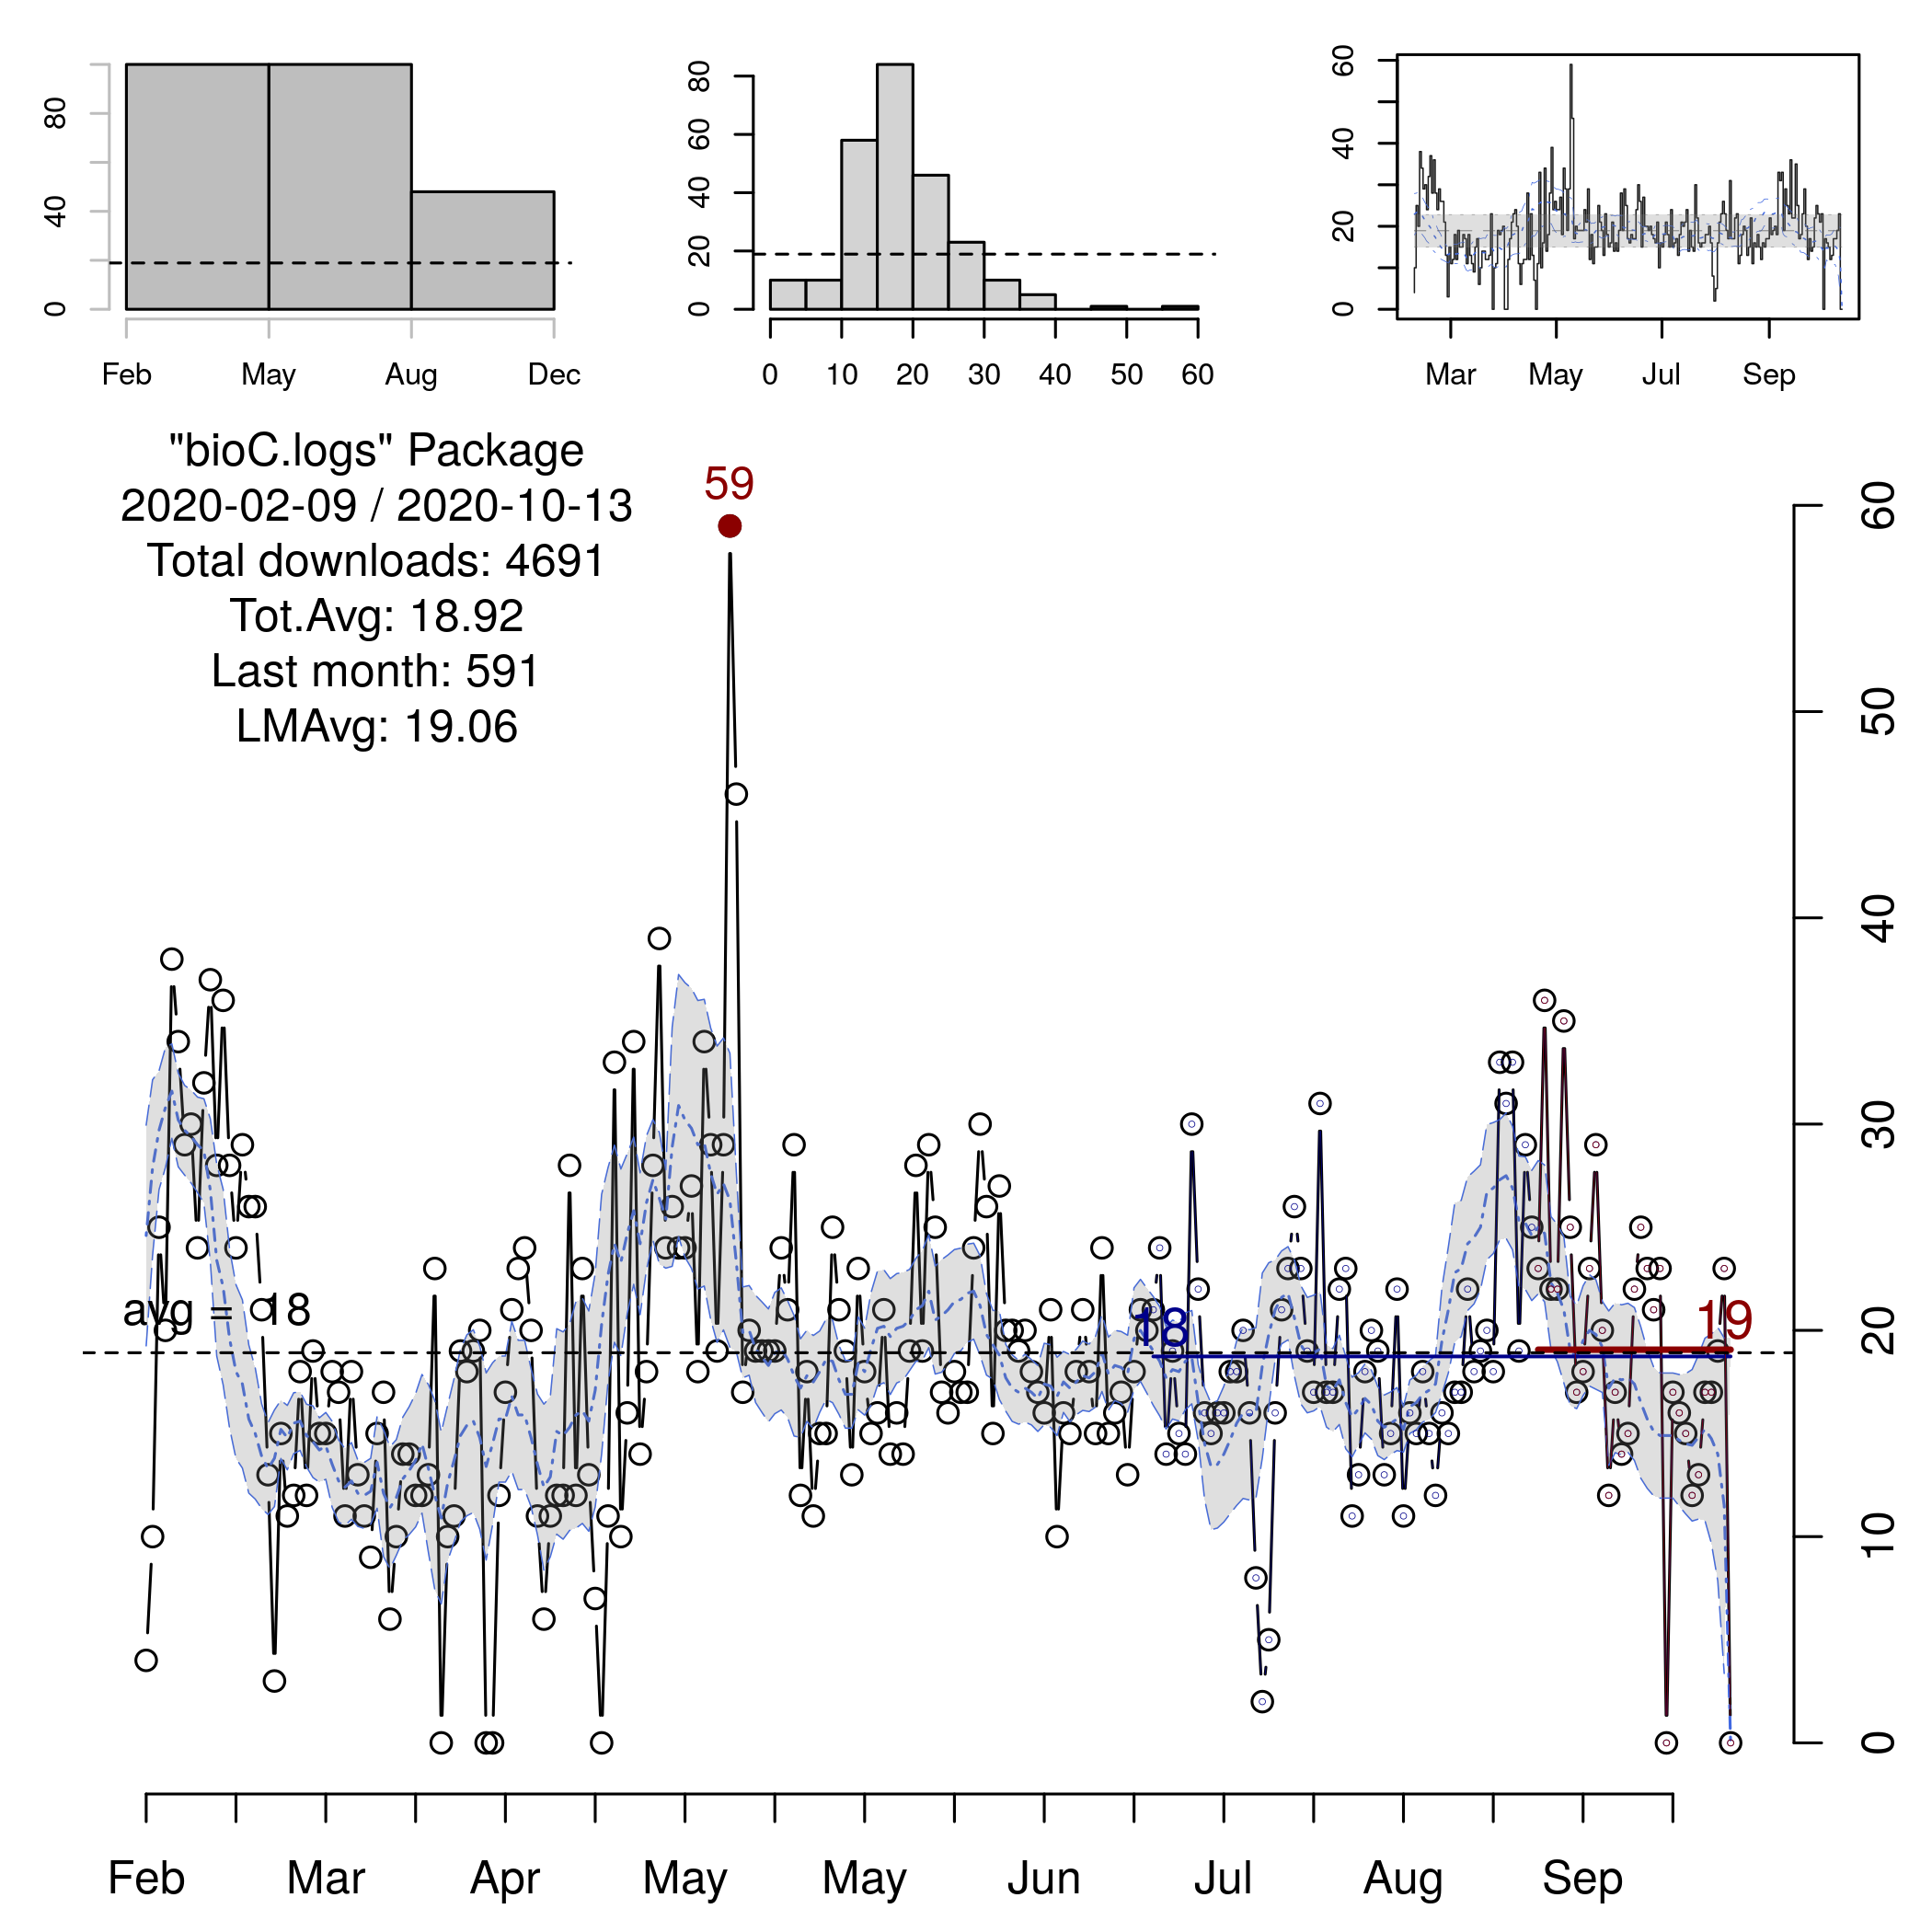 80
40
0
Feb May Aug Dec
80
60
40
20
0
0 10 20 30 40 50 60
60
40
20
0
Mar May Jul Sep
"bioC.logs" Package
2020-02-09 / 2020-10-13
Total downloads: 4691
Tot.Avg: 18.92
Last month: 591
LMAvg: 19.06
59
avg = 18
18
19
60
50
40
30
20
10
0
Feb Mar Apr May May Jun Jul Aug Sep